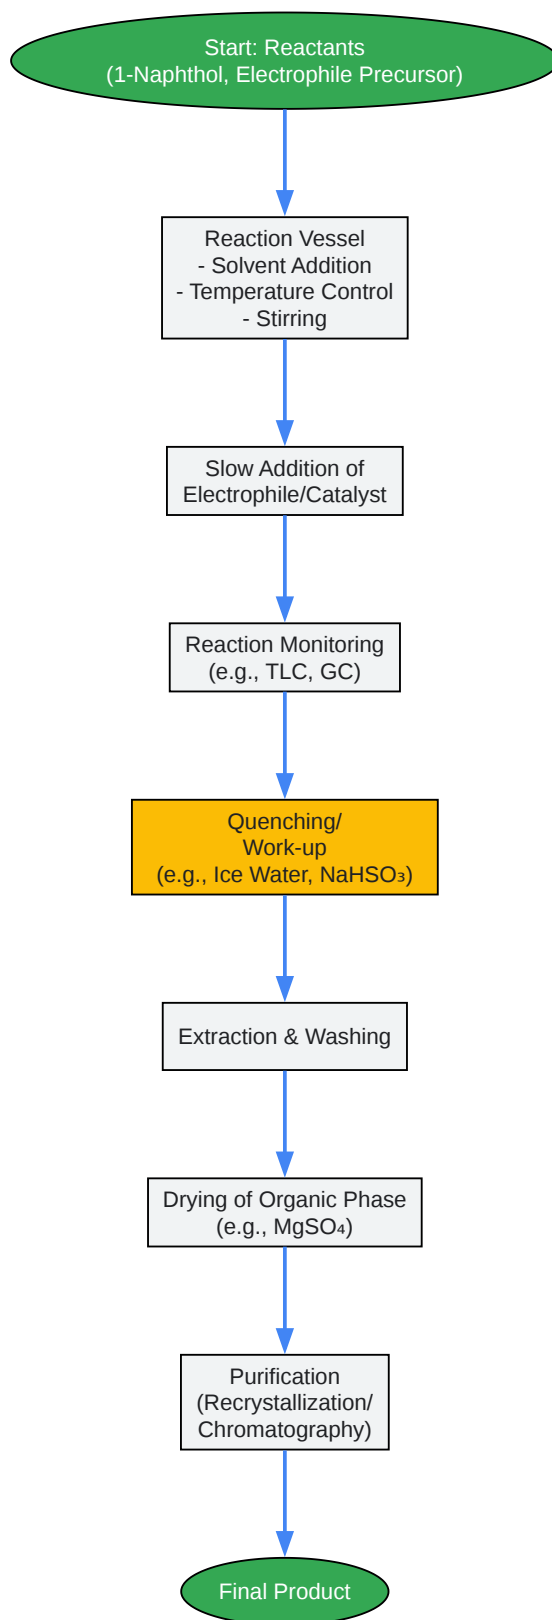 Start: Reactants
(1-Naphthol, Electrophile Precursor)
Reaction Vessel
- Solvent Addition
- Temperature Control
- Stirring
Slow Addition of
Electrophile/Catalyst
Reaction Monitoring
(e.g., TLC, GC)
Quenching/
Work-up
(e.g., Ice Water, NaHSO₃)
Extraction & Washing
Drying of Organic Phase
(e.g., MgSO₄)
Purification
(Recrystallization/
Chromatography)
Final Product